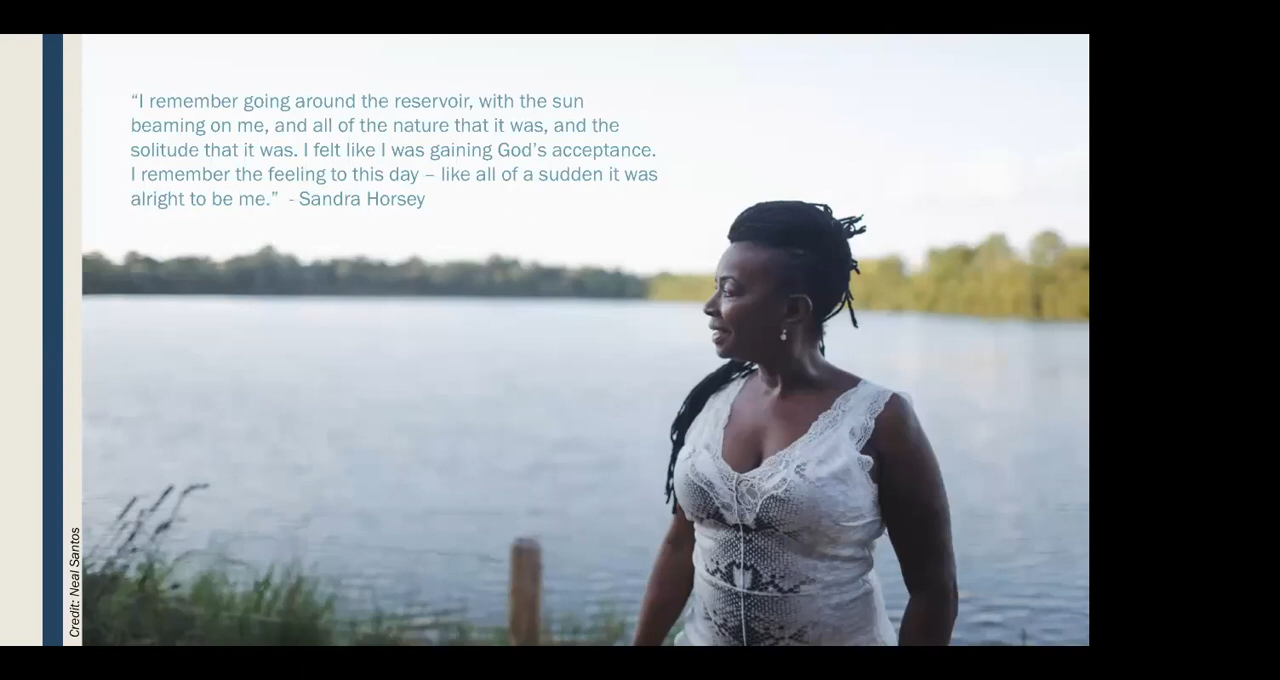 “I remember going around the reservoir, with the sun
beaming on me, and all of the nature that it was, and the
solitude that it was. I felt like I was gaining God’s acceptance.
I remember the feeling to this day – like all of a sudden it was
alright to be me.”  - Sandra Horsey
Credit: Neal Santos